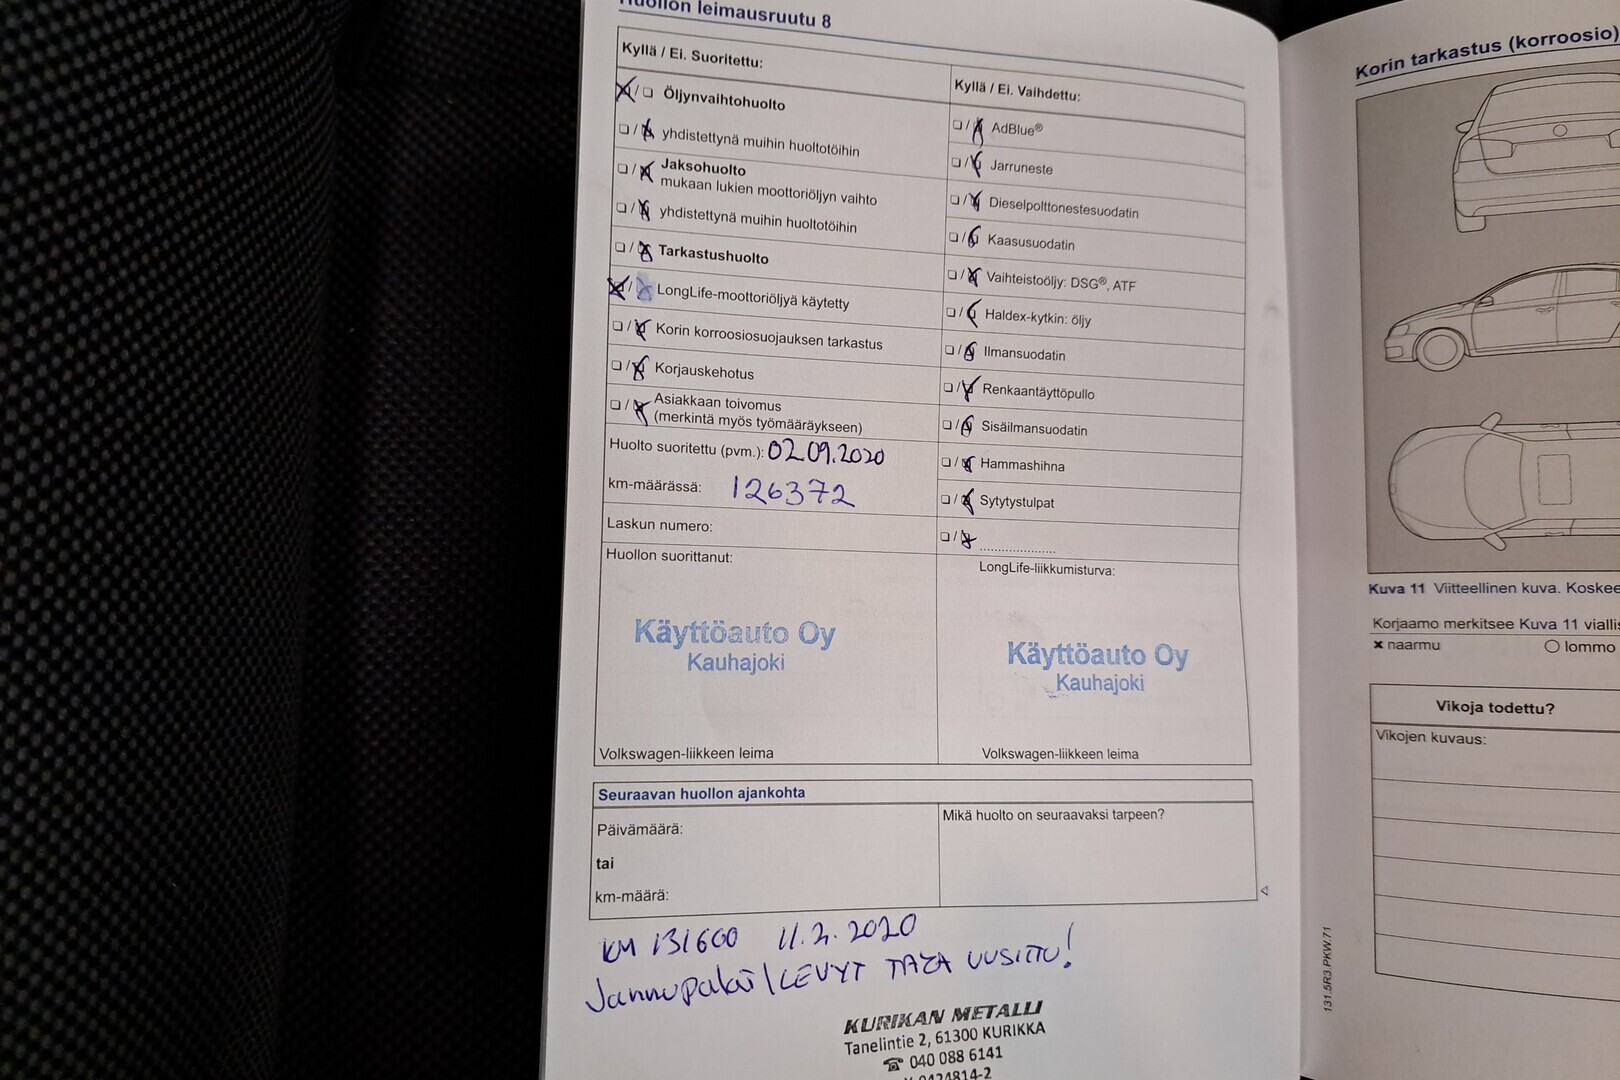 Huollon leimausruutu 8
Kyllä / Ei. Suoritettu:
Öljynvaihtohuolto
yhdistettynä muihin huoltotöihin
Jaksohuolto
mukaan lukien moottoriöljyn vaihto
yhdistettynä muihin huoltotöihin
Tarkastushuolto
LongLife-moottoriöljyä käytetty
Korin korroosiosuojauksen tarkastus
Korjauskehotus
Asiakkaan toivomus
(merkintä myös työmääräykseen)
Huolto suoritettu (pvm.): 02.09.2020
km-määrässä: 126372
Laskun numero:
Huollon suorittanut:
Käyttöauto Oy
Kauhajoki
Volkswagen-liikkeen leima
Kyllä / Ei. Vaihdettu:
AdBlue®
Jarruneste
Dieselpolttonestesuodatin
Kaasusuodatin
Vaihteistoöljy: DSG®, ATF
Haldex-kytkin: öljy
Ilmansuodatin
Renkaantäyttöpullo
Sisäilmansuodatin
Hammashihna
Sytytystulpat
LongLife-liikkumisturva:
Käyttöauto Oy
Kauhajoki
Volkswagen-liikkeen leima
Seuraavan huollon ajankohta
Päivämäärä:
tai
km-määrä:
Mikä huolto on seuraavaksi tarpeen?
KM 131600 11.2.2020
Jarrupalat/LEVYT TAKA UUSITTU!
KURIKAN METALLI
Tanelintie 2, 61300 KURIKKA
☎ 040 088 6141
Y 0424814-2
Korin tarkastus (korroosio)
Kuva 11 Viitteellinen kuva. Koskee
Korjaamo merkitsee Kuva 11
naarmu
lommo
Vikoja todettu?
Vikojen kuvaus:
131.5R3.PKW.71